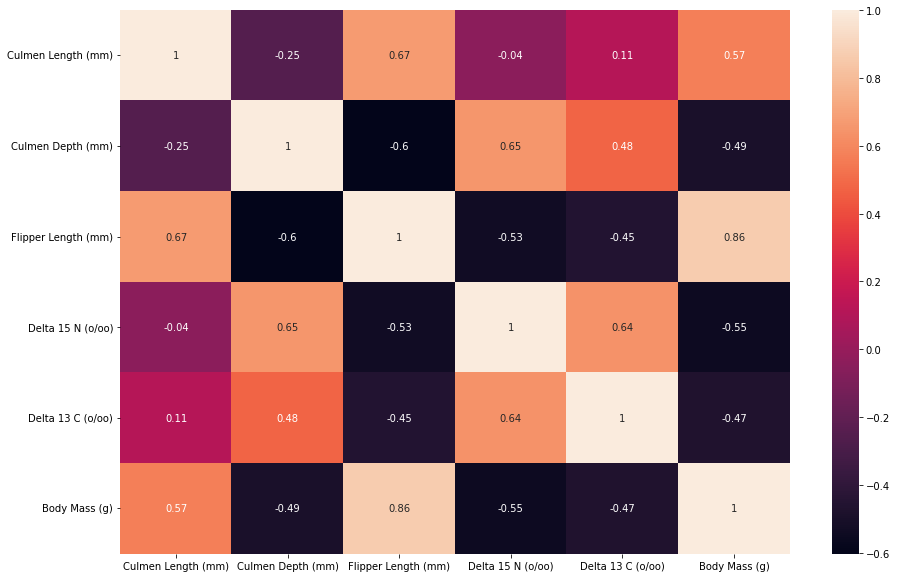 Culmen Length (mm) 1 -0.25 0.67 -0.04 0.11 0.57
Culmen Depth (mm) -0.25 1 -0.6 0.65 0.48 -0.49
Flipper Length (mm) 0.67 -0.6 1 -0.53 -0.45 0.86
Delta 15 N (o/oo) -0.04 0.65 -0.53 1 0.64 -0.55
Delta 13 C (o/oo) 0.11 0.48 -0.45 0.64 1 -0.47
Body Mass (g) 0.57 -0.49 0.86 -0.55 -0.47 1
Culmen Length (mm) Culmen Depth (mm) Flipper Length (mm) Delta 15 N (o/oo) Delta 13 C (o/oo) Body Mass (g)
1.0
0.8
0.6
0.4
0.2
0.0
−0.2
−0.4
−0.6